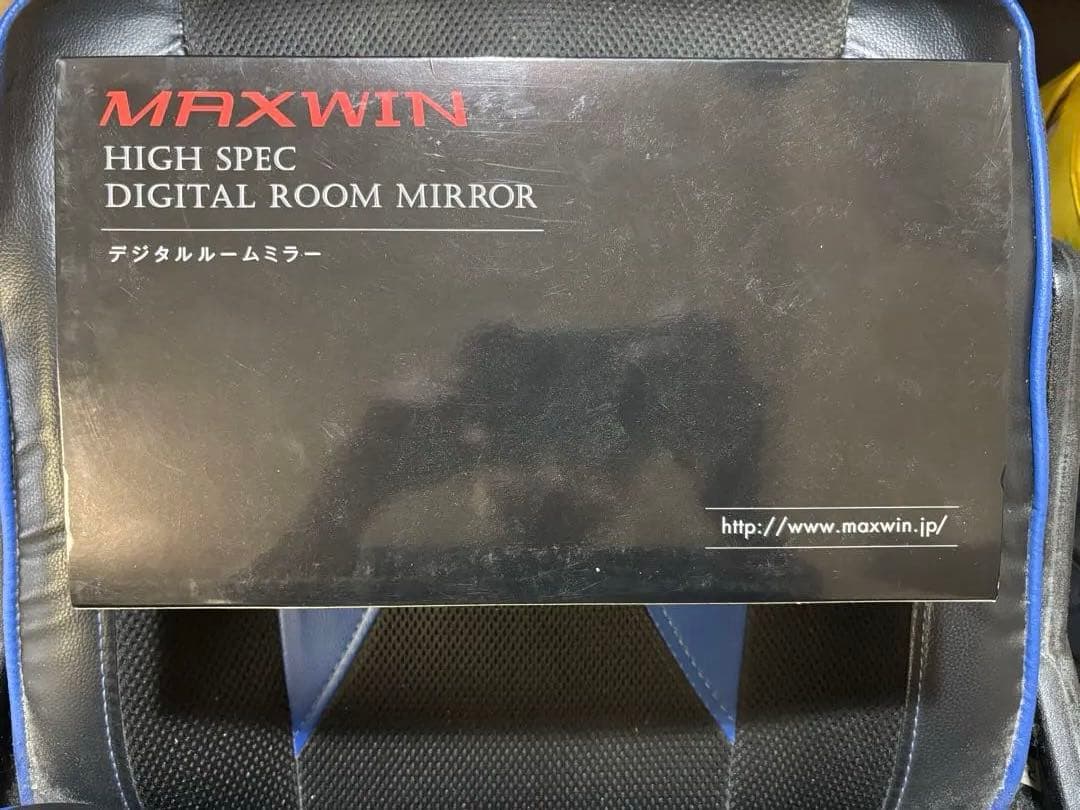 MAXWIN
HIGH SPEC
DIGITAL ROOM MIRROR
デジタルルームミラー
http://www.maxwin.jp/